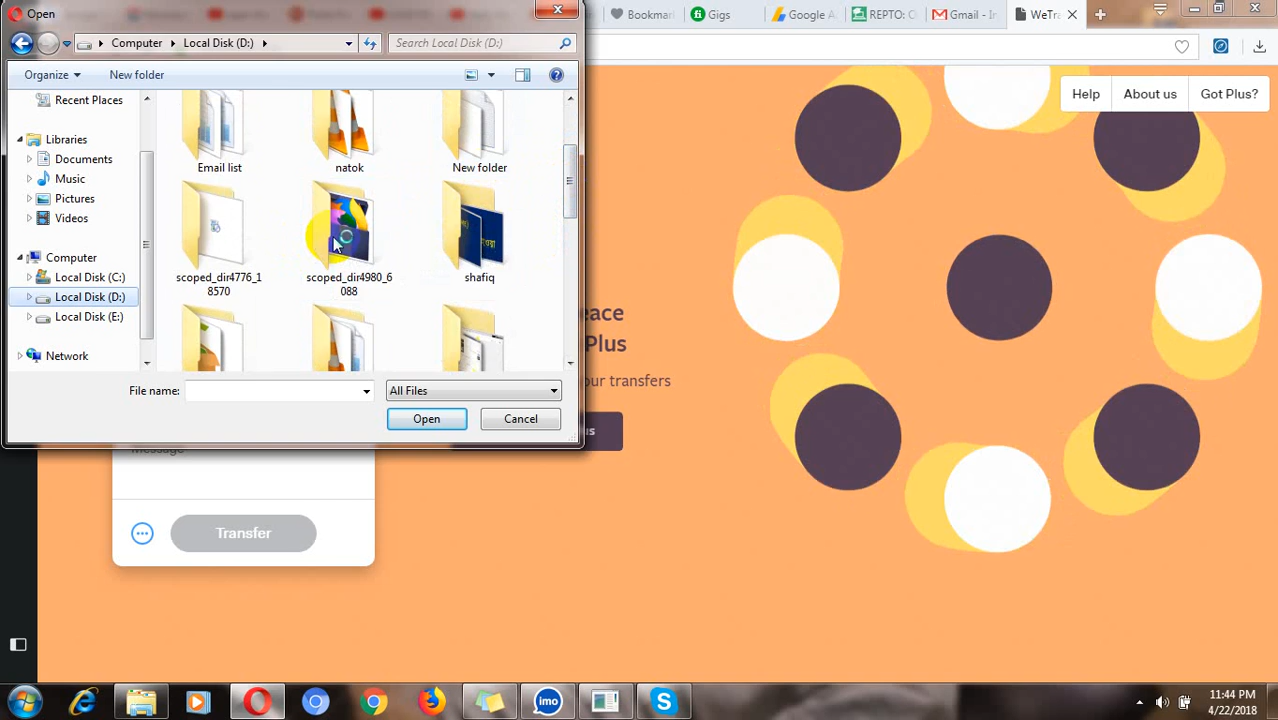 Open
Bookmar
Gigs
Google A
REPTO: C
Gmail - In
WeTra
Computer
Local Disk (D:)
Search Local Disk (D:)
Organize
New folder
Help
About us
Got Plus?
Recent Places
Libraries
Documents
Music
Pictures
Videos
Computer
Local Disk (C:)
Local Disk (D:)
Local Disk (E:)
Network
Email list
natok
New folder
scoped_dir4776_1
8570
scoped_dir4980_6
088
shafiq
eace
Plus
our transfers
us
File name:
All Files
Open
Cancel
message
Transfer
imo
11:44 PM
4/22/2018